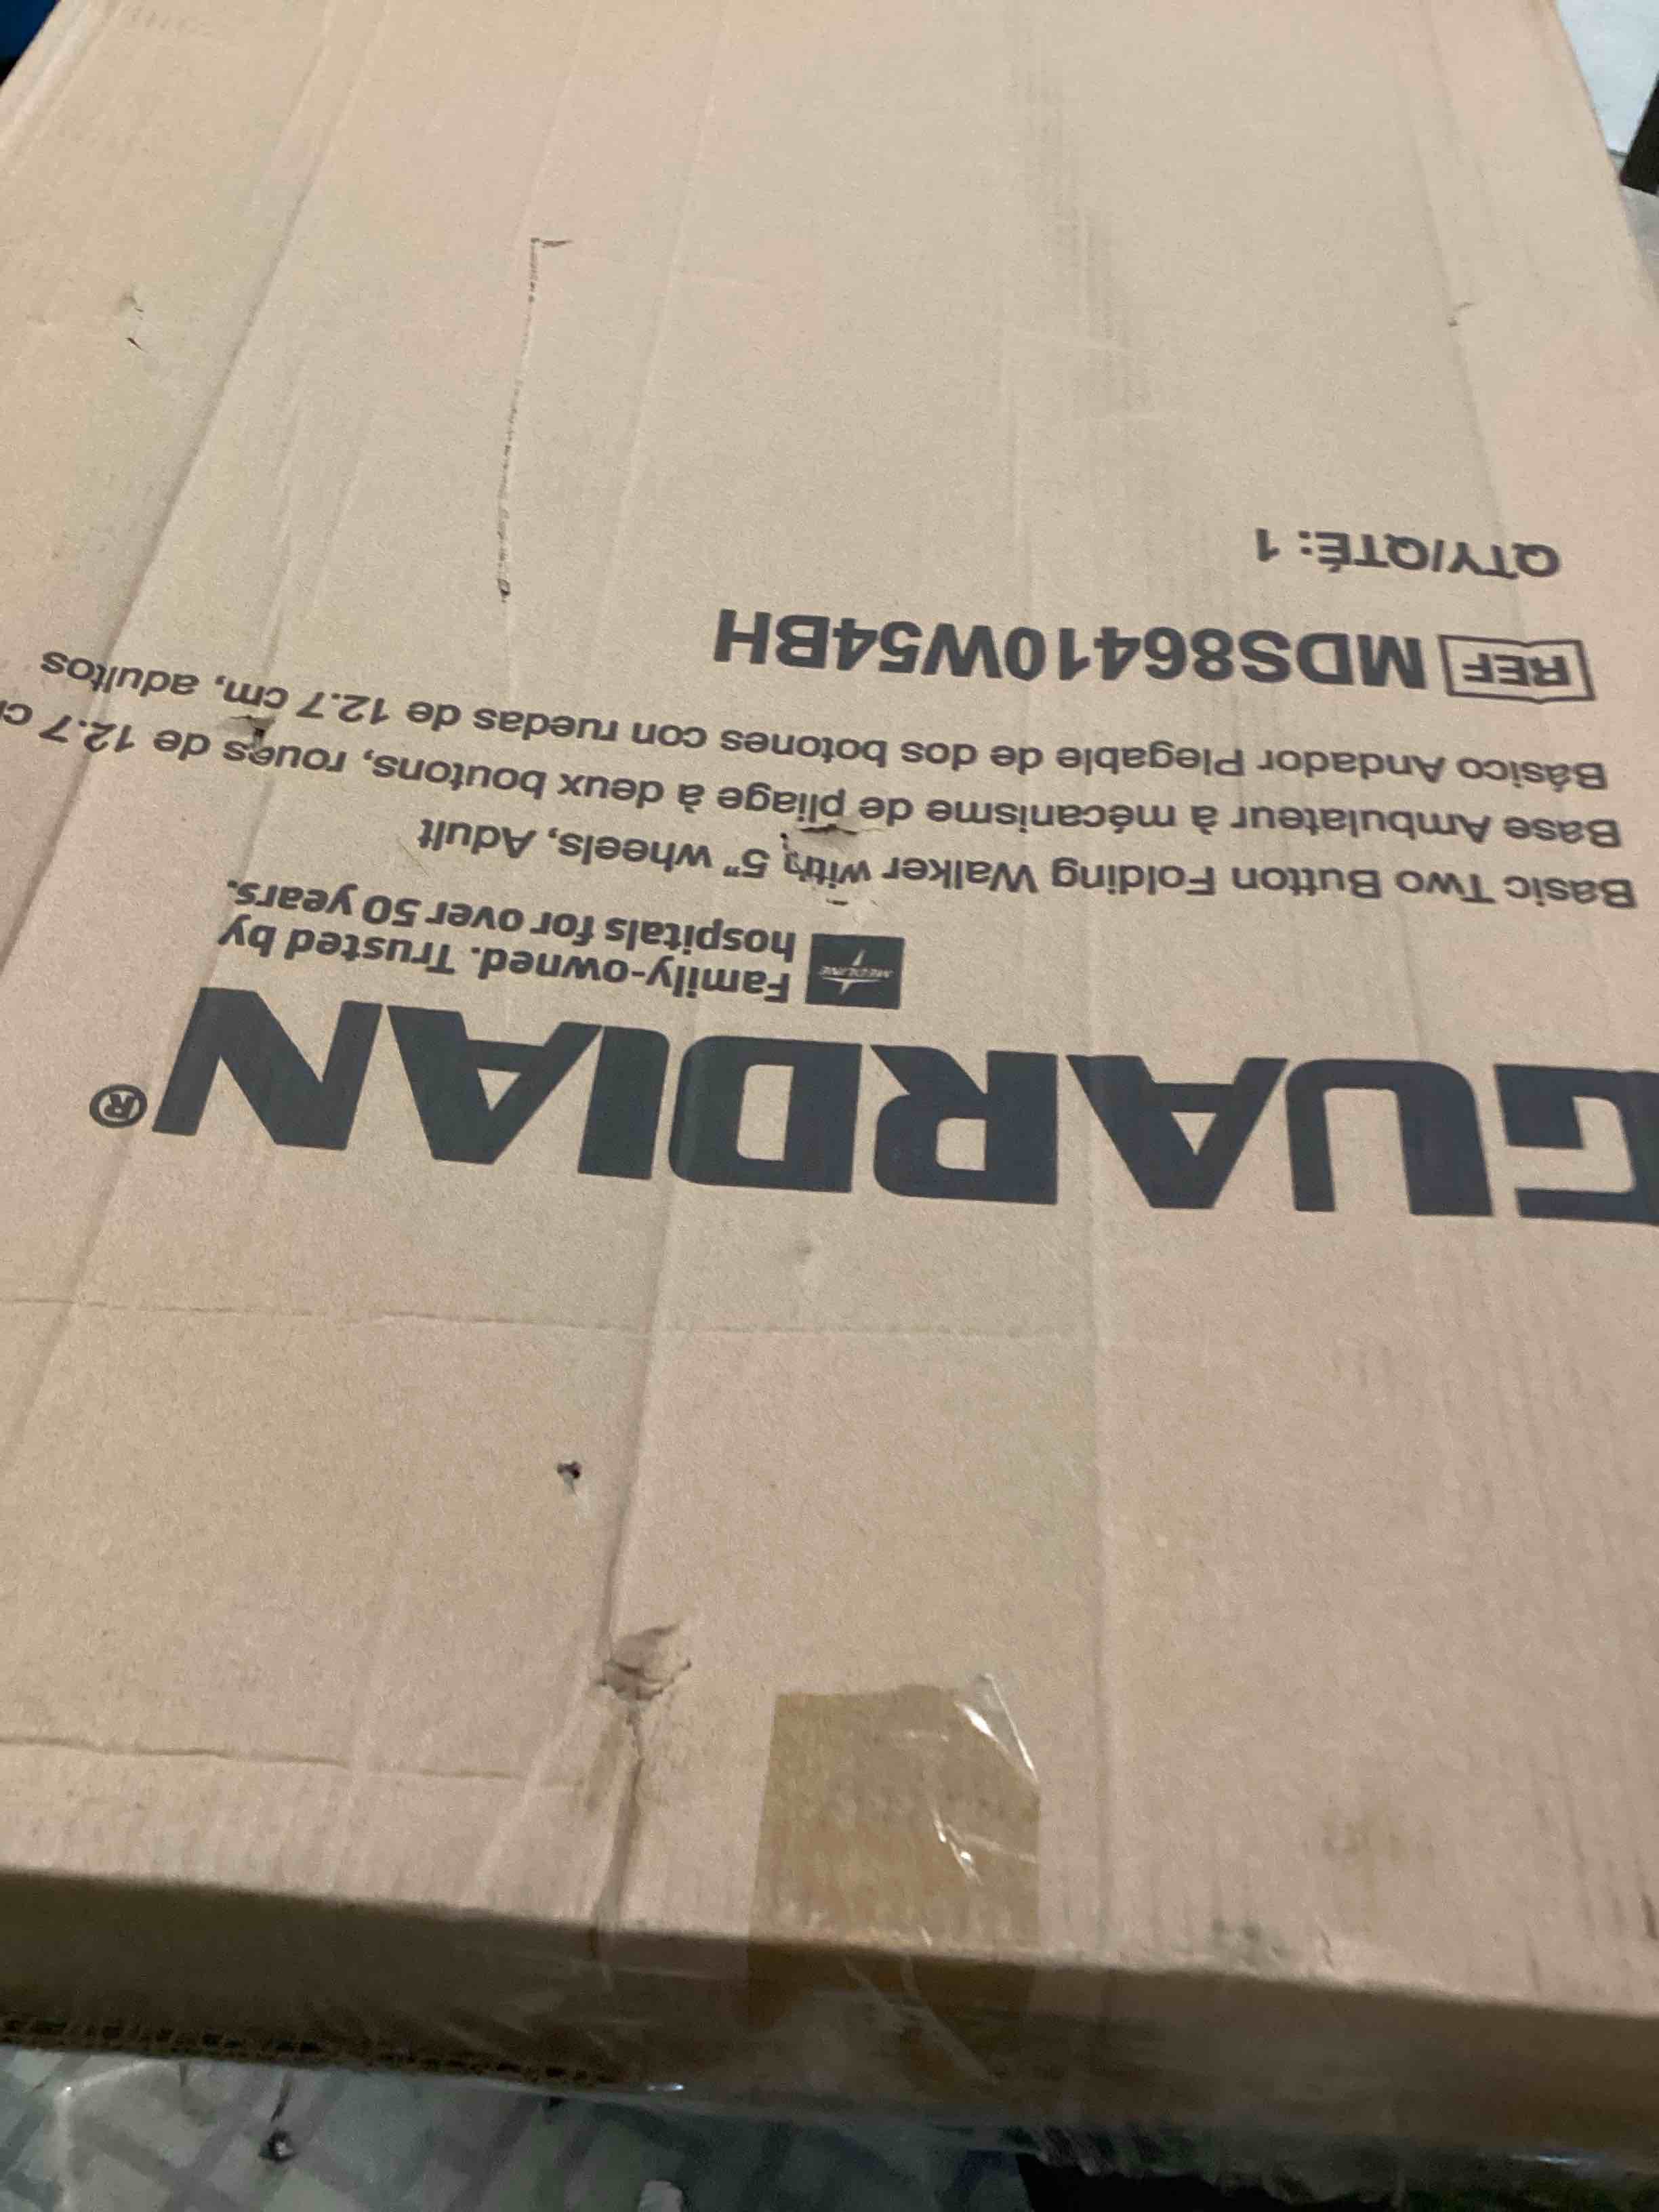 GUARDIAN®
MEDLINE
Family-owned. Trusted by
hospitals for over 50 years.
Basic Two Button Folding Walker with 5" wheels, Adult
Base Ambulateur à mécanisme de pliage à deux boutons, roues de 12.7 c
Básico Andador Plegable de dos botones con ruedas de 12.7 cm, adultos
REF MDS86410W54BH
QTY/QTÉ: 1